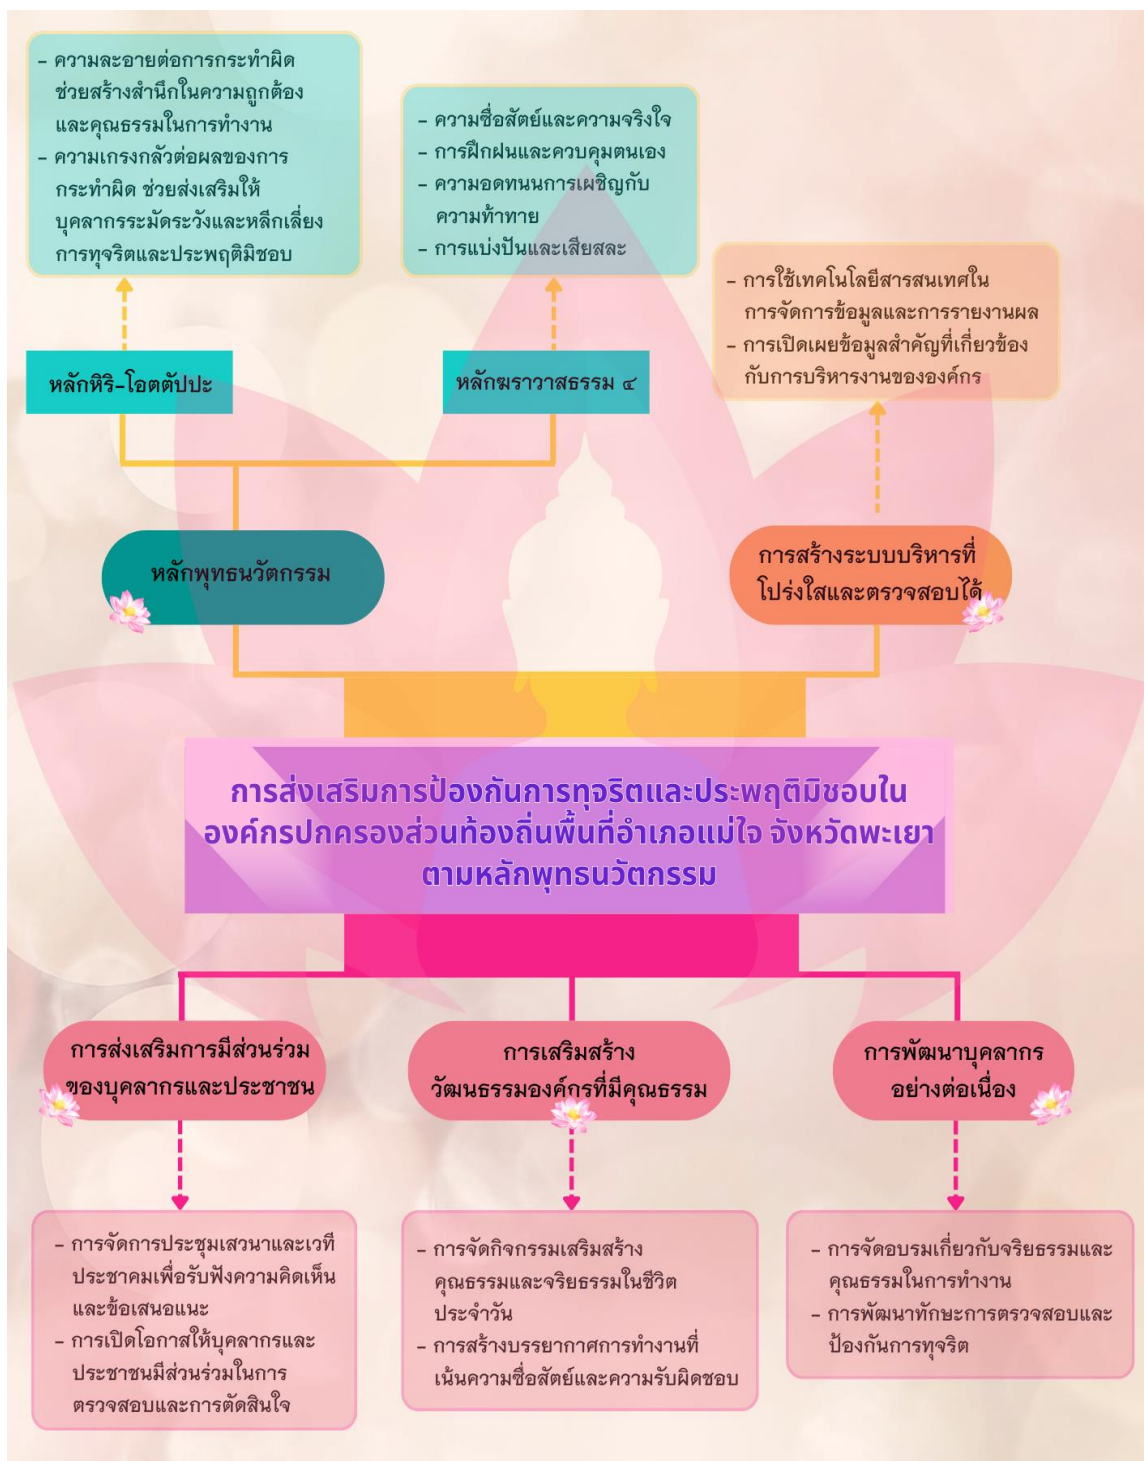 - ความละอายต่อการกระทำผิด
ช่วยสร้างสำนึกในความถูกต้อง
และคุณธรรมในการทำงาน
- ความเกรงกลัวต่อผลของการ
กระทำผิด ช่วยส่งเสริมให้
บุคลากรระมัดระวังและหลีกเลี่ยง
การทุจริตและประพฤติมิชอบ
- ความซื่อสัตย์และความจริงใจ
- การฝึกฝนและควบคุมตนเอง
- ความอดทนนการเผชิญกับ
ความท้าทาย
- การแบ่งปันและเสียสละ
- การใช้เทคโนโลยีสารสนเทศใน
การจัดการข้อมูลและการรายงานผล
- การเปิดเผยข้อมูลสำคัญที่เกี่ยวข้อง
กับการบริหารงานขององค์กร
หลักหิริ-โอตตัปปะ
หลักฆราวาสธรรม ๔
หลักพุทธนวัตกรรม
การสร้างระบบบริหารที่
โปร่งใสและตรวจสอบได้
การส่งเสริมการป้องกันการทุจริตและประพฤติมิชอบใน
องค์กรปกครองส่วนท้องถิ่นพื้นที่อำเภอแม่ใจ จังหวัดพะเยา
ตามหลักพุทธนวัตกรรม
การส่งเสริมการมีส่วนร่วม
ของบุคลากรและประชาชน
การเสริมสร้าง
วัฒนธรรมองค์กรที่มีคุณธรรม
การพัฒนาบุคลากร
อย่างต่อเนื่อง
- การจัดการประชุมเสวนาและเวที
ประชาคมเพื่อรับฟังความคิดเห็น
และข้อเสนอแนะ
- การเปิดโอกาสให้บุคลากรและ
ประชาชนมีส่วนร่วมในการ
ตรวจสอบและการตัดสินใจ
- การจัดกิจกรรมเสริมสร้าง
คุณธรรมและจริยธรรมในชีวิต
ประจำวัน
- การสร้างบรรยากาศการทำงานที่
เน้นความซื่อสัตย์และความรับผิดชอบ
- การจัดอบรมเกี่ยวกับจริยธรรมและ
คุณธรรมในการทำงาน
- การพัฒนาทักษะการตรวจสอบและ
ป้องกันการทุจริต